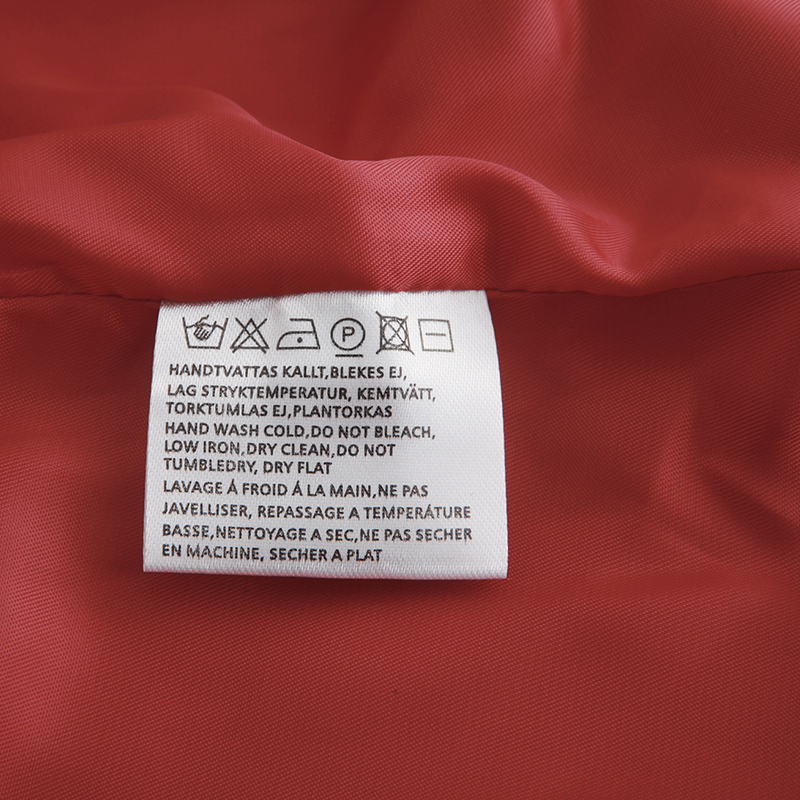 P
HANDTVATTAS KALLT,BLEKES EJ,
LAG STRYKTEMPERATUR, KEMTVÄTT,
TORKTUMLAS EJ,PLANTORKAS
HAND WASH COLD,DO NOT BLEACH,
LOW IRON,DRY CLEAN,DO NOT
TUMBLEDRY, DRY FLAT
LAVAGE Á FROID Á LA MAIN,NE PAS
JAVELLISER, REPASSAGE A TEMPERÁTURE
BASSE,NETTOYAGE A SEC,NE PAS SECHER
EN MACHINE, SECHER A PLAT